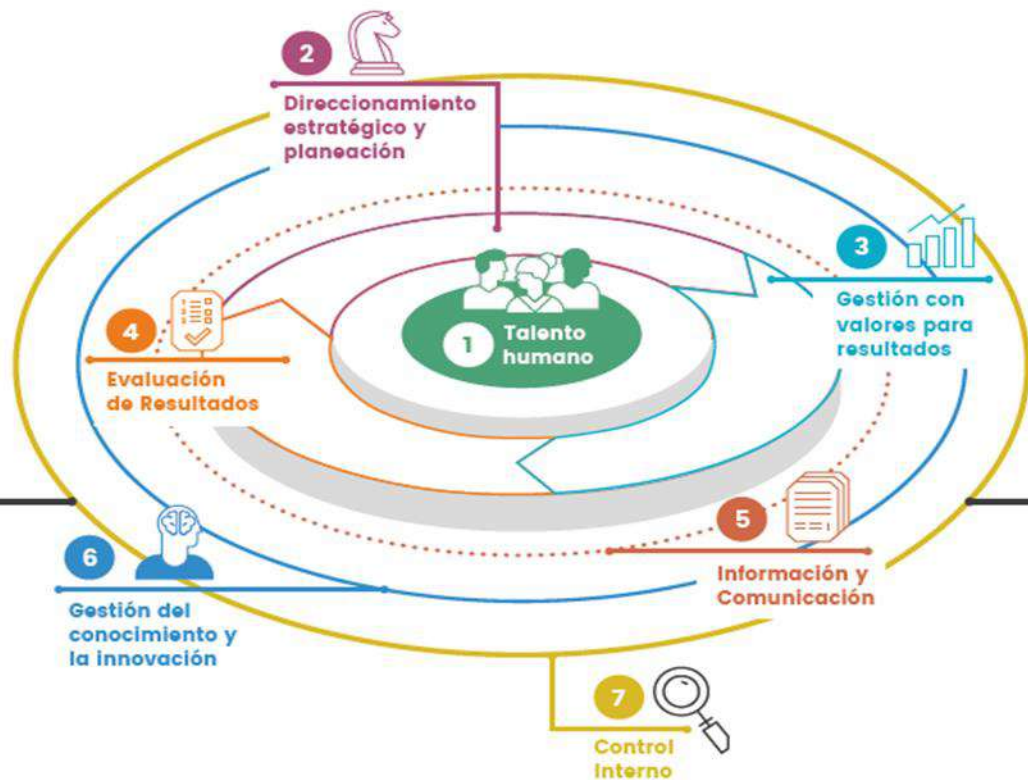 2
Direccionamiento
estratégico y
planeación
3
Gestión con
valores para
resultados
1
Talento
humano
4
Evaluación
de Resultados
5
Información y
Comunicación
6
Gestión del
conocimiento y
la innovación
7
Control
Interno